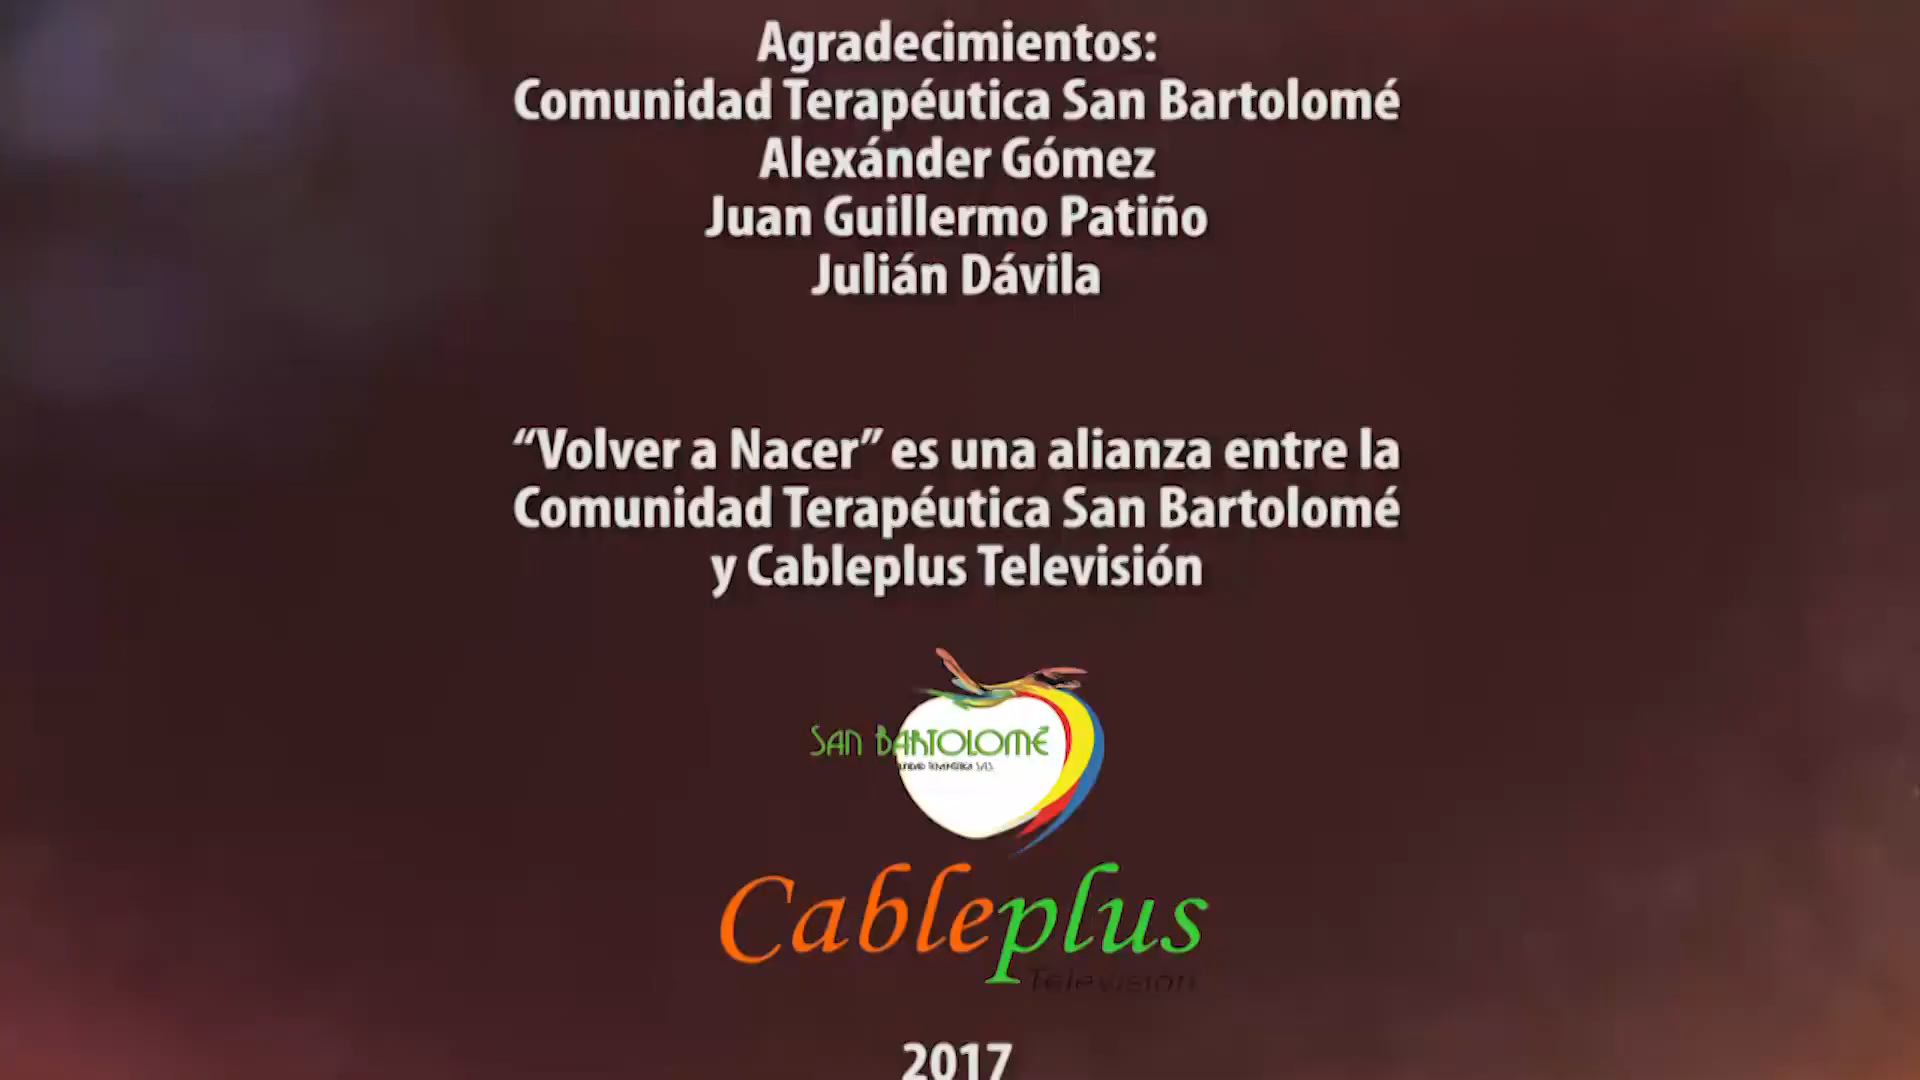 Agradecimientos:
Comunidad Terapéutica San Bartolomé
Alexánder Gómez
Juan Guillermo Patiño
Julián Dávila
“Volver a Nacer” es una alianza entre la
Comunidad Terapéutica San Bartolomé
y Cableplus Televisión
SAN BARTOLOMÉ
Cableplus
Televisión
2017